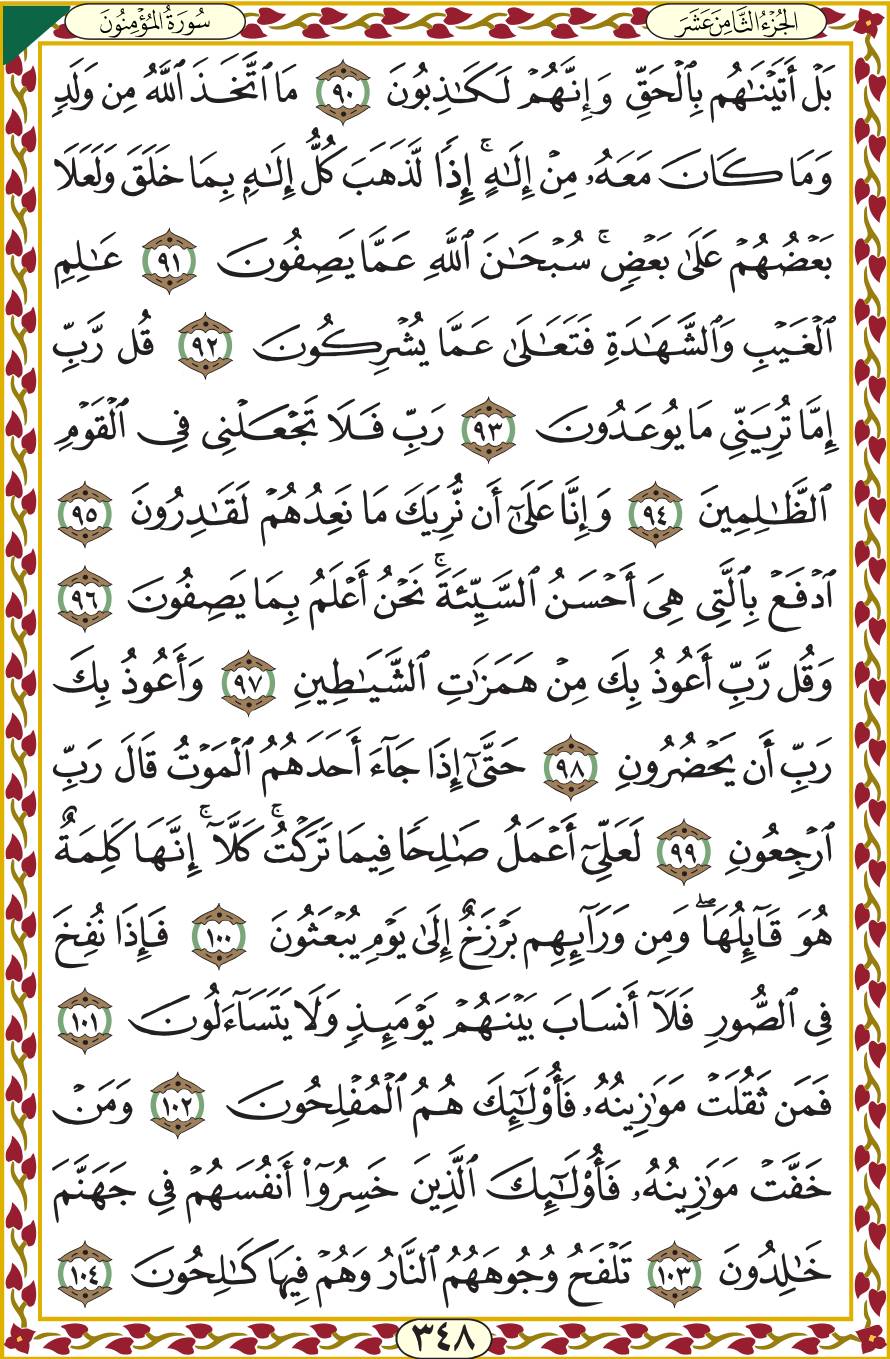 الجُزْءُ الثَّامِنَ عَشَرَ
سُورَةُ المُؤْمِنُونَ
بَلۡ أَتَيۡنَٰهُم بِٱلۡحَقِّ وَإِنَّهُمۡ لَكَٰذِبُونَ ٩٠ مَا ٱتَّخَذَ ٱللَّهُ مِن وَلَدٖ
وَمَا كَانَ مَعَهُۥ مِنۡ إِلَٰهٍۚ إِذٗا لَّذَهَبَ كُلُّ إِلَٰهِۭ بِمَا خَلَقَ وَلَعَلَا
بَعۡضُهُمۡ عَلَىٰ بَعۡضٖۚ سُبۡحَٰنَ ٱللَّهِ عَمَّا يَصِفُونَ ٩١ عَٰلِمِ
ٱلۡغَيۡبِ وَٱلشَّهَٰدَةِ فَتَعَٰلَىٰ عَمَّا يُشۡرِكُونَ ٩٢ قُل رَّبِّ
إِمَّا تُرِيَنِّي مَا يُوعَدُونَ ٩٣ رَبِّ فَلَا تَجۡعَلۡنِي فِي ٱلۡقَوۡمِ
ٱلظَّٰلِمِينَ ٩٤ وَإِنَّا عَلَىٰٓ أَن نُّرِيَكَ مَا نَعِدُهُمۡ لَقَٰدِرُونَ ٩٥
ٱدۡفَعۡ بِٱلَّتِي هِيَ أَحۡسَنُ ٱلسَّيِّئَةَۚ نَحۡنُ أَعۡلَمُ بِمَا يَصِفُونَ ٩٦
وَقُل رَّبِّ أَعُوذُ بِكَ مِنۡ هَمَزَٰتِ ٱلشَّيَٰطِينِ ٩٧ وَأَعُوذُ بِكَ
رَبِّ أَن يَحۡضُرُونِ ٩٨ حَتَّىٰٓ إِذَا جَآءَ أَحَدَهُمُ ٱلۡمَوۡتُ قَالَ رَبِّ
ٱرۡجِعُونِ ٩٩ لَعَلِّيٓ أَعۡمَلُ صَٰلِحٗا فِيمَا تَرَكۡتُۚ كَلَّآۚ إِنَّهَا كَلِمَةٌ
هُوَ قَآئِلُهَاۖ وَمِن وَرَآئِهِم بَرۡزَخٌ إِلَىٰ يَوۡمِ يُبۡعَثُونَ ١٠٠ فَإِذَا نُفِخَ
فِي ٱلصُّورِ فَلَآ أَنسَابَ بَيۡنَهُمۡ يَوۡمَئِذٖ وَلَا يَتَسَآءَلُونَ ١٠١
فَمَن ثَقُلَتۡ مَوَٰزِينُهُۥ فَأُوْلَٰٓئِكَ هُمُ ٱلۡمُفۡلِحُونَ ١٠٢ وَمَنۡ
خَفَّتۡ مَوَٰزِينُهُۥ فَأُوْلَٰٓئِكَ ٱلَّذِينَ خَسِرُوٓاْ أَنفُسَهُمۡ فِي جَهَنَّمَ
خَٰلِدُونَ ١٠٣ تَلۡفَحُ وُجُوهَهُمُ ٱلنَّارُ وَهُمۡ فِيهَا كَٰلِحُونَ ١٠٤
٣٤٨